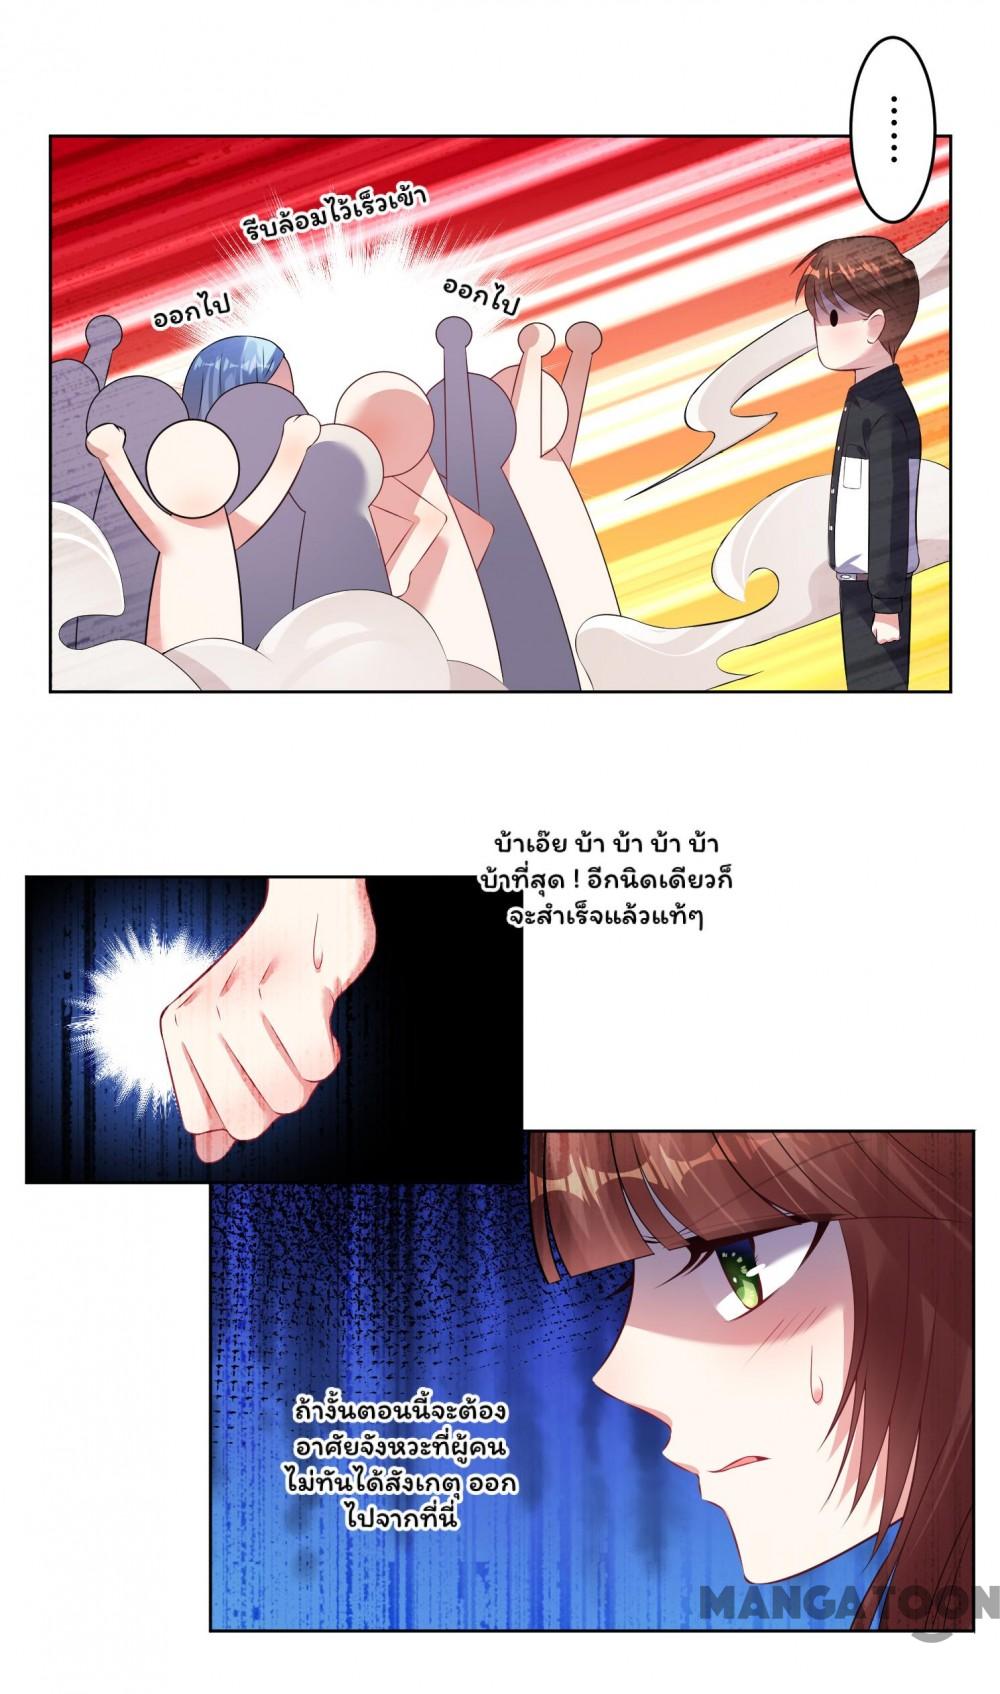 ......
รีบล้อมไว้เร็วเข้า
ออกไป
ออกไป
บ้าเอ๊ย บ้า บ้า บ้า บ้า
บ้าที่สุด ! อีกนิดเดียวก็
จะสำเร็จแล้วแท้ๆ
ถ้างั้นตอนนี้จะต้อง
อาศัยจังหวะที่ผู้คน
ไม่ทันได้สังเกตุ ออก
ไปจากที่นี่
MANGATOON